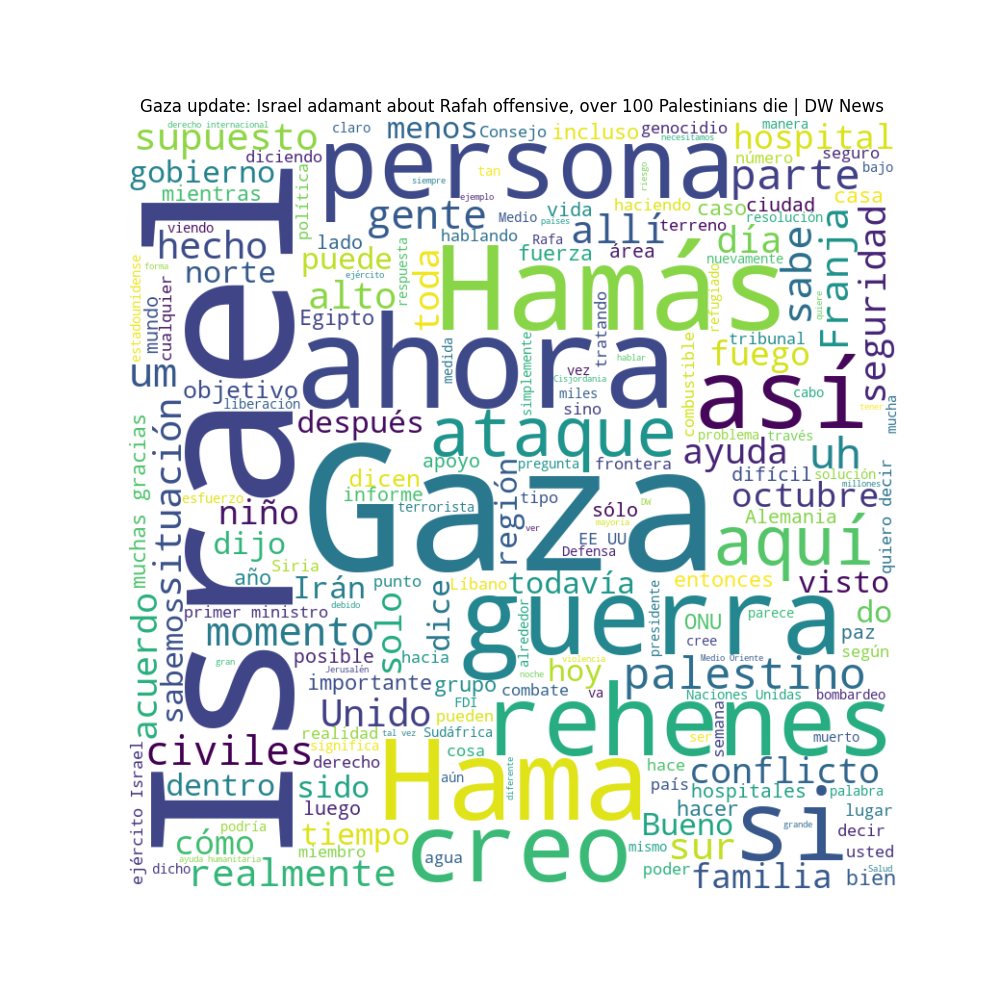 Gaza update: Israel adamant about Rafah offensive, over 100 Palestinians die | DW News
derecho internacional
supuesto
claro
menos
Consejo
incluso
genocidio
necesitamos
manera
hospital
diciendo
gobierno
mientras
política
siempre
persona
tan
ejemplo
riesgo
parte
número
seguro
bajo
casa
viendo
hecho
norte
lado
puede
respuesta
gente
hablando
Medio
países
Rafa
vida
allí
haciendo
terreno
área
fuerza
caso
ciudad
resolución
día
nuevamente
sabe
Franja
seguridad
forma
estadounidense
mundo
cualquier
ejército
alto
Egipto
toda
Hamás
tratando
refugiado
quiere
tribunal
fuego
combustible
um
objetivo
liberación
Israel
ahora
medida
simplemente
vez
hablar
Cisjordania
miles
sino
así
cabo
tener
mucha
después
ataque
problema
través
ayuda
uh
muchas gracias
situación
esfuerzo
niño
dijo
Siria
año
dicen
informe
apoyo
terrorista
Gaza
región
pregunta
frontera
tipo
sólo
DW
mayoría
ver
EE UU
Defensa
difícil
solución
millones
octubre
Alemania
quiero decir
aquí
acuerdo
sabemos
primer ministro
debido
Irán
punto
Líbano
todavía
entonces
visto
momento
solo
dice
guerra
alrededor
presidente
ONU
parece
do
cree
paz
según
gran
posible
hacia
Jerusalén
importante
grupo
noche
violencia
hoy
combate
va
Medio Oriente
palestino
Naciones Unidas
bombardeo
Unido
FDI
pueden
realidad
tal vez
Sudáfrica
rehenes
ser
semana
muerto
civiles
significa
derecho
cosa
dentro
sido
Hama
aún
diferente
hace
país
conflicto
hospitales
palabra
ejército Israel
luego
hacer
lugar
podría
cómo
tiempo
miembro
creo
Bueno
si
grande
decir
ayuda humanitaria
dicho
realmente
agua
mismo
sur
poder
familia
usted
Salud
bien